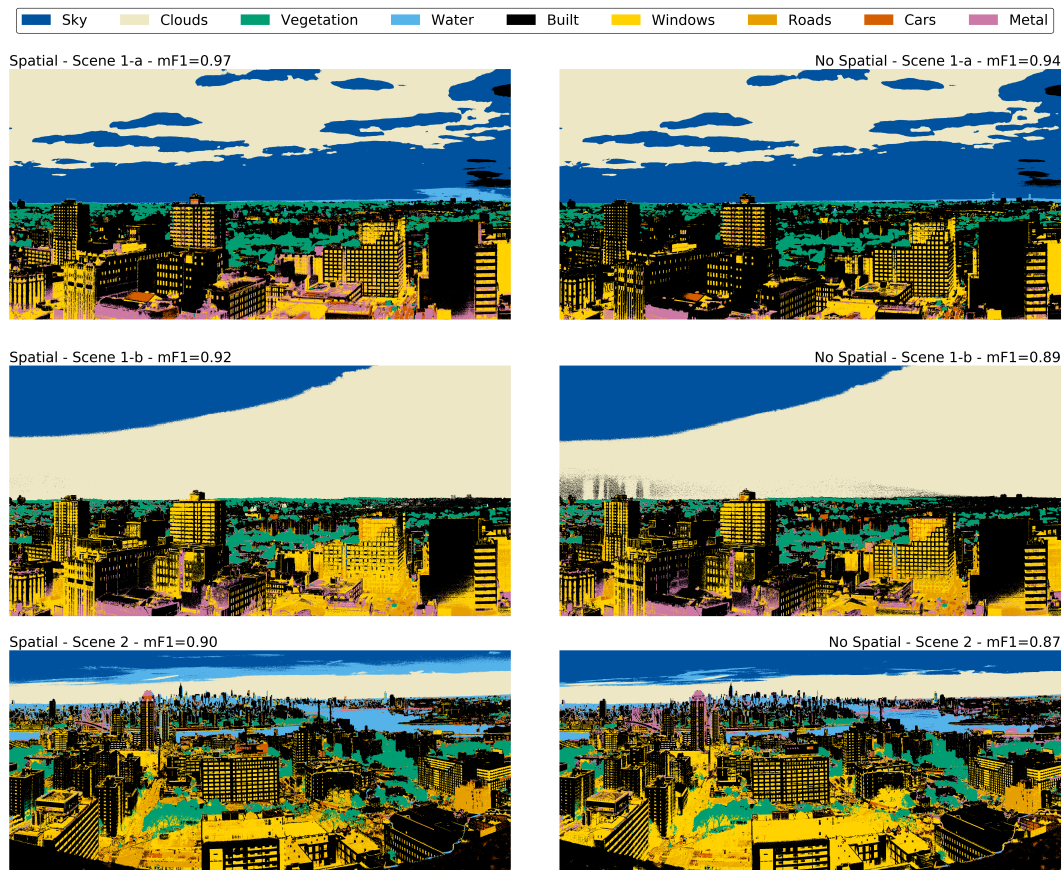 Sky Clouds Vegetation Water Built Windows Roads Cars Metal
Spatial - Scene 1-a - mF1=0.97
No Spatial - Scene 1-a - mF1=0.94
Spatial - Scene 1-b - mF1=0.92
No Spatial - Scene 1-b - mF1=0.89
Spatial - Scene 2 - mF1=0.90
No Spatial - Scene 2 - mF1=0.87